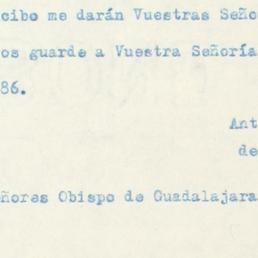 cibo me darán Vuestras Seño
os guarde a Vuestra Señoría
86.
Ant
de
ñores Obispo de Guadalajara